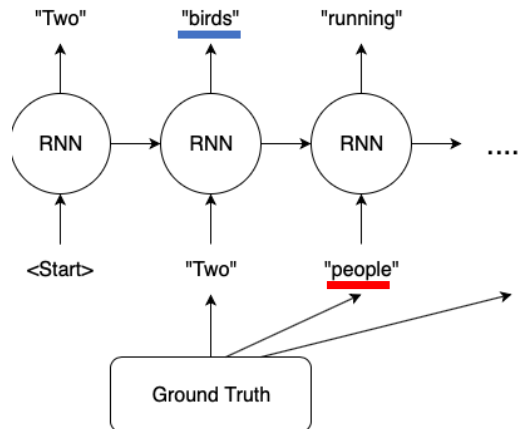 "Two" "birds" "running"
RNN RNN RNN ....
<Start> "Two" "people"
Ground Truth